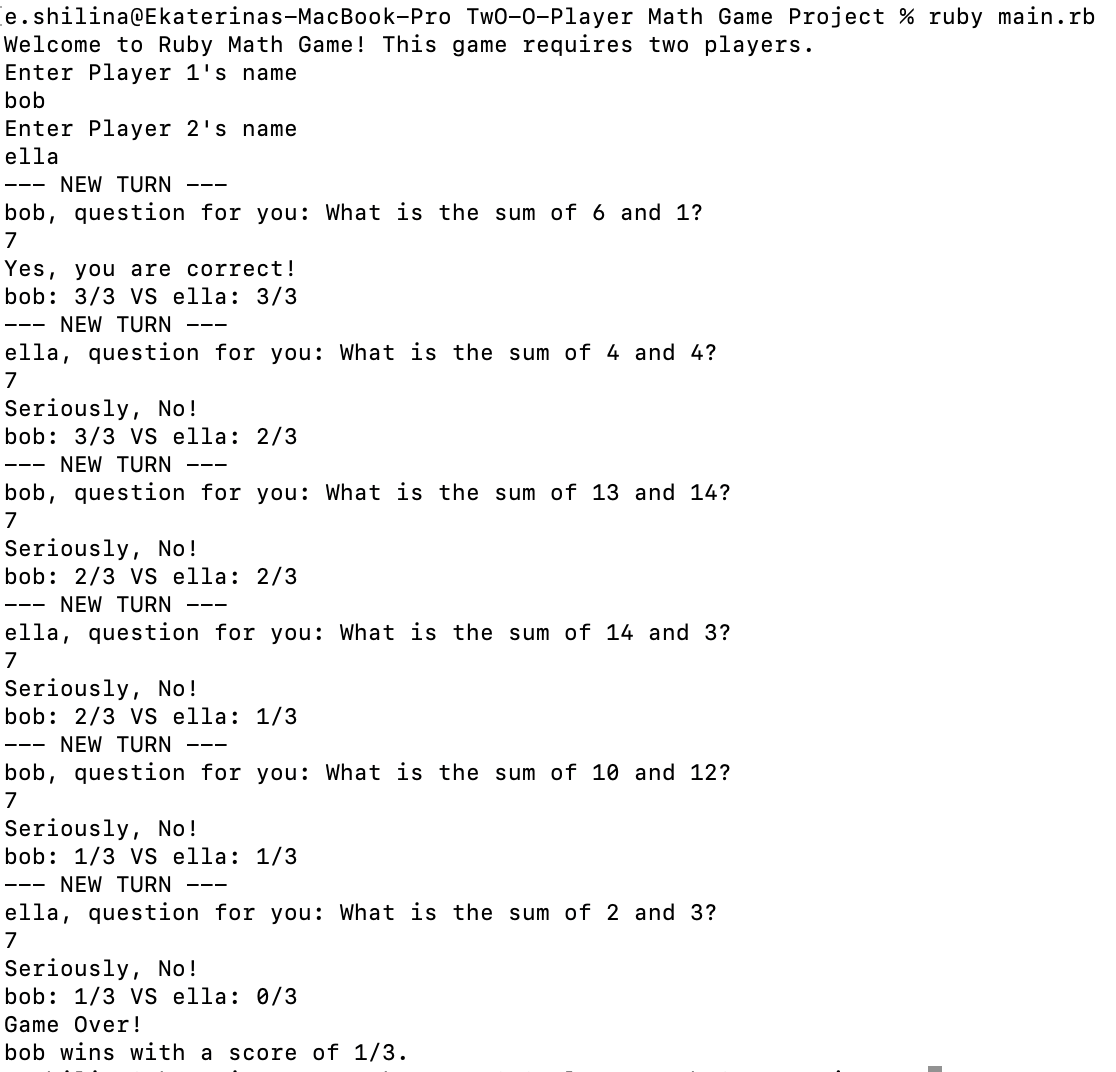 e.shilina@Ekaterinas-MacBook-Pro TwO-O-Player Math Game Project % ruby main.rb
Welcome to Ruby Math Game! This game requires two players.
Enter Player 1's name
bob
Enter Player 2's name
ella
--- NEW TURN ---
bob, question for you: What is the sum of 6 and 1?
7
Yes, you are correct!
bob: 3/3 VS ella: 3/3
--- NEW TURN ---
ella, question for you: What is the sum of 4 and 4?
7
Seriously, No!
bob: 3/3 VS ella: 2/3
--- NEW TURN ---
bob, question for you: What is the sum of 13 and 14?
7
Seriously, No!
bob: 2/3 VS ella: 2/3
--- NEW TURN ---
ella, question for you: What is the sum of 14 and 3?
7
Seriously, No!
bob: 2/3 VS ella: 1/3
--- NEW TURN ---
bob, question for you: What is the sum of 10 and 12?
7
Seriously, No!
bob: 1/3 VS ella: 1/3
--- NEW TURN ---
ella, question for you: What is the sum of 2 and 3?
7
Seriously, No!
bob: 1/3 VS ella: 0/3
Game Over!
bob wins with a score of 1/3.